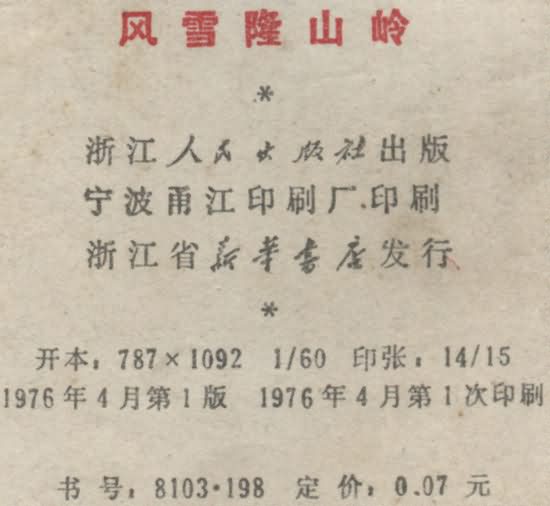 风雪隆山岭
*
浙江人民出版社出版
宁波甬江印刷厂印刷
浙江省新华书店发行
*
开本：787×1092 1/60 印张：14/15
1976年4月第1版 1976年4月第1次印刷
书号：8103·198 定价：0.07元